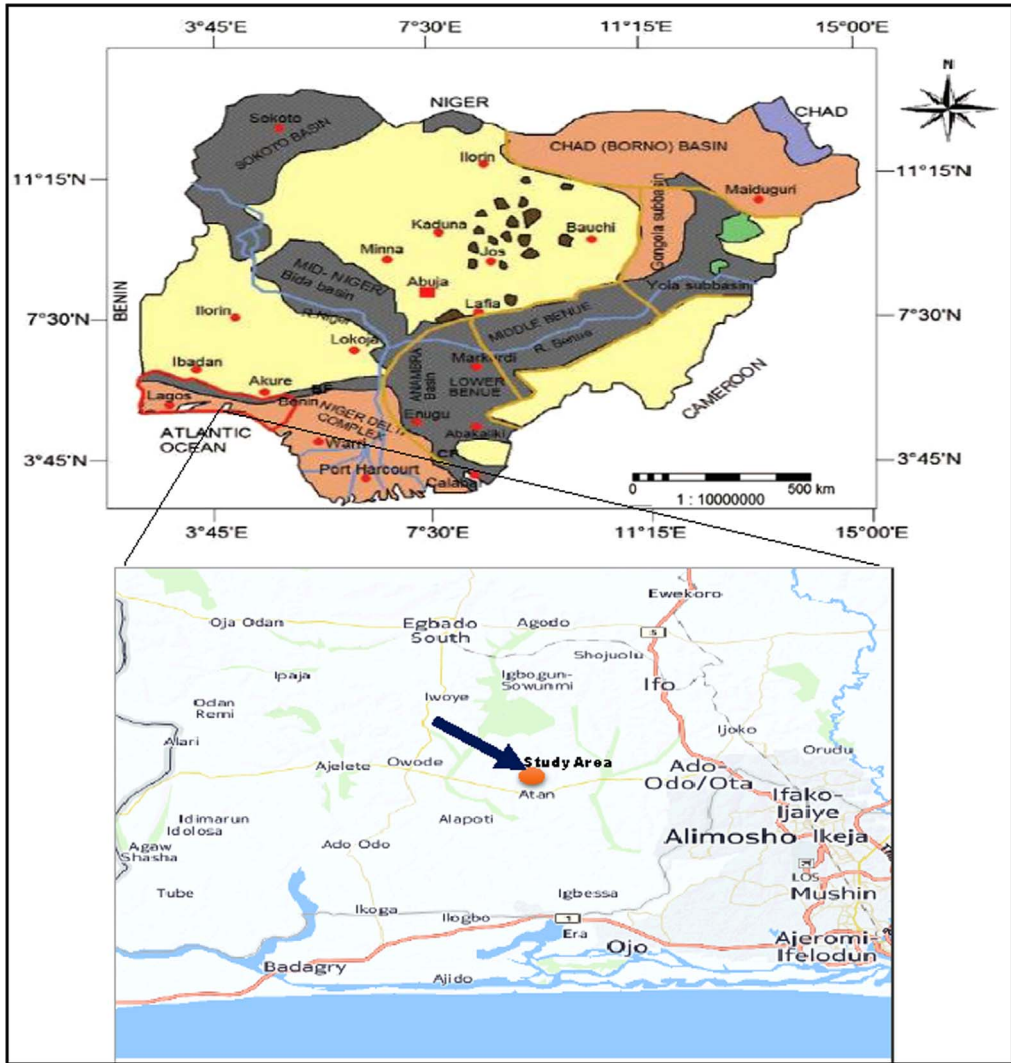 3°45'E 7°30'E 11°15'E 15°00'E
N
NIGER
CHAD
Sokoto
SOKOTO BASIN
Ilorin
CHAD (BORNO) BASIN
11°15'N
11°15'N
Maiduguri
Gongola subbasin
Kaduna
Bauchi
Minna
Jos
MID- NIGER/
Bida basin
Abuja
Yola subbasin
Lafia
BENIN
7°30'N
7°30'N
Ilorin
R.Niger
MIDDLE BENUE
R. Benue
Lokoja
Ibadan
Markurdi
ANAMBRA
Basin
LOWER
BENUE
CAMEROON
Akure
BF
Lagos
Benin
NIGER DELTA
COMPLEX
Enugu
Abakaliki
ATLANTIC
OCEAN
Warri
CF
3°45'N
3°45'N
Port Harcourt
Calabar
0 500 km
1 : 10000000
3°45'E 7°30'E 11°15'E 15°00'E
Ewekoro
Oja Odan
Egbado
South
Agodo
5
Shojuolu
Ipaja
Igbogun-
Sowunmi
Ifo
Iwoye
Odan
Remi
Ijoko
Alari
Orudu
Owode
Study Area
Ajelete
Ado-
Odo/Ota
Atan
Ifako-
Ijaiye
Idimarun
Idolosa
Alapoti
Alimosho
Ikeja
Agaw
Shasha
Ado Odo
LOS
Tube
Igbessa
Mushin
Ikoga
Ilogbo
1
Era
Ojo
Ajeromi-
Ifelodun
Badagry
Ajido